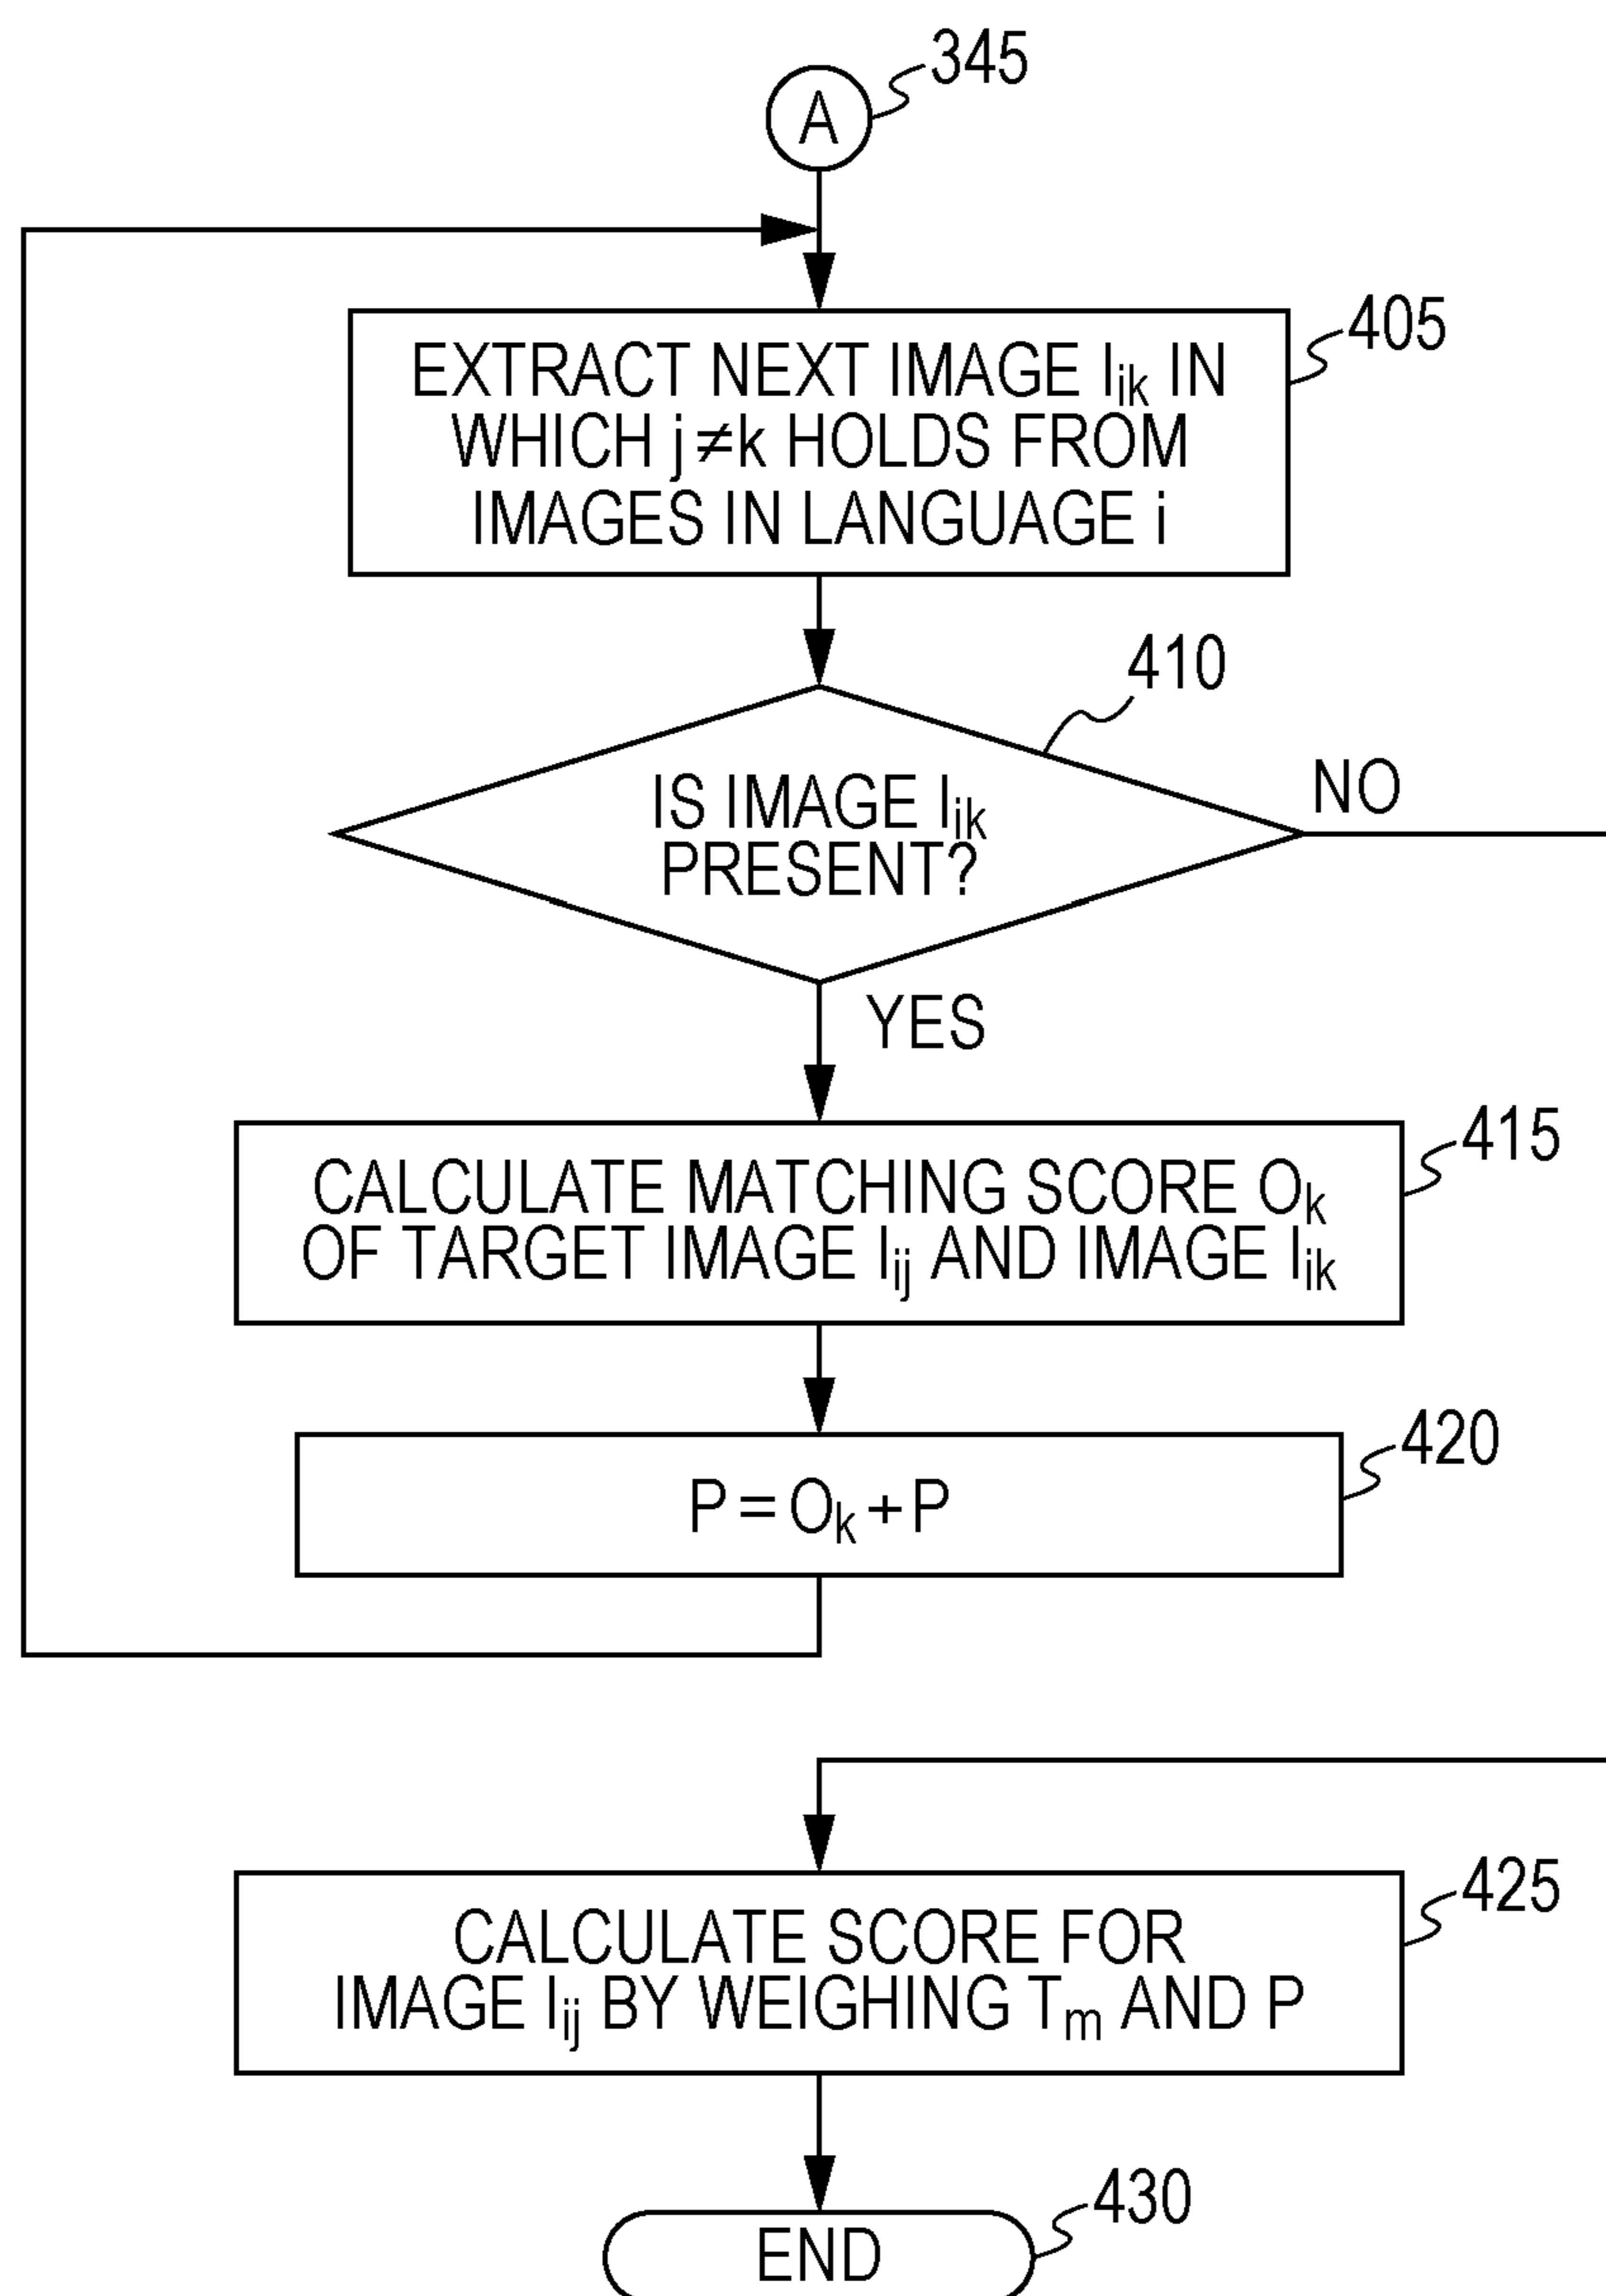 345
A
405
EXTRACT NEXT IMAGE Iik IN
WHICH j≠k HOLDS FROM
IMAGES IN LANGUAGE i
410
IS IMAGE Iik
PRESENT?
NO
YES
415
CALCULATE MATCHING SCORE Ok
OF TARGET IMAGE Iij AND IMAGE Iik
420
P=Ok+P
425
CALCULATE SCORE FOR
IMAGE Iij BY WEIGHING Tm AND P
430
END